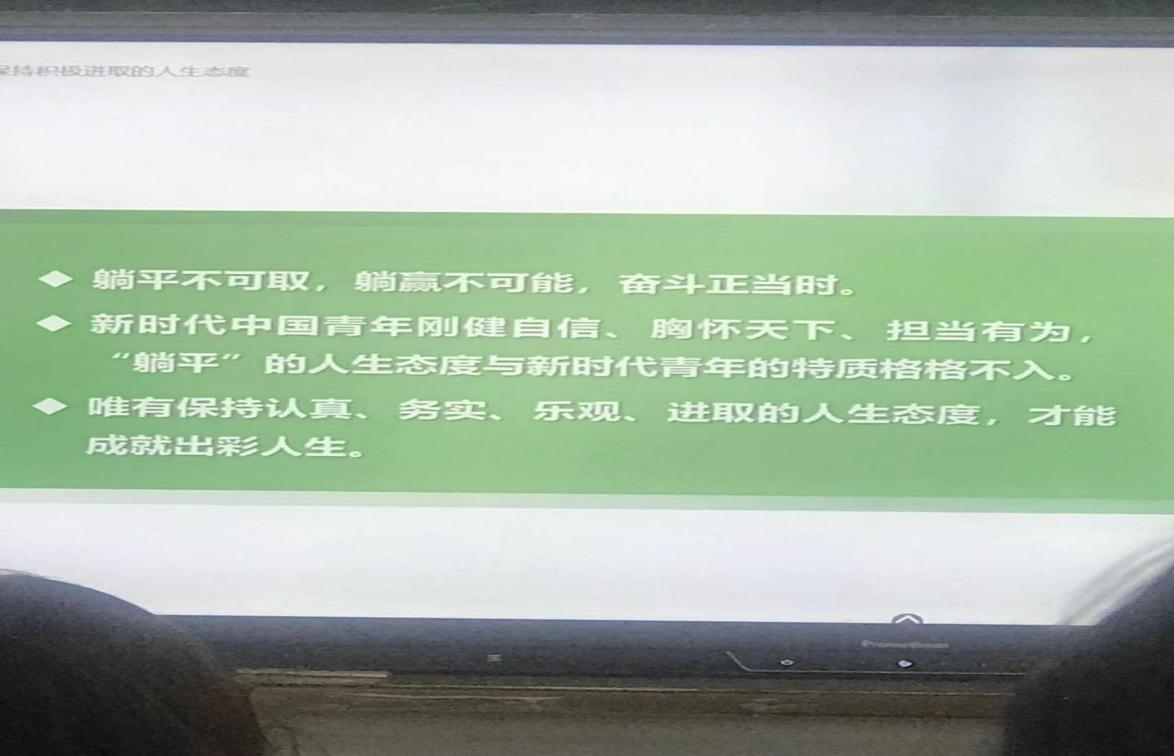 保持积极进取的人生态度
躺平不可取，躺赢不可能，奋斗正当时。
新时代中国青年刚健自信、胸怀天下、担当有为，
“躺平”的人生态度与新时代青年的特质格格不入。
唯有保持认真、务实、乐观、进取的人生态度，才能
成就出彩人生。